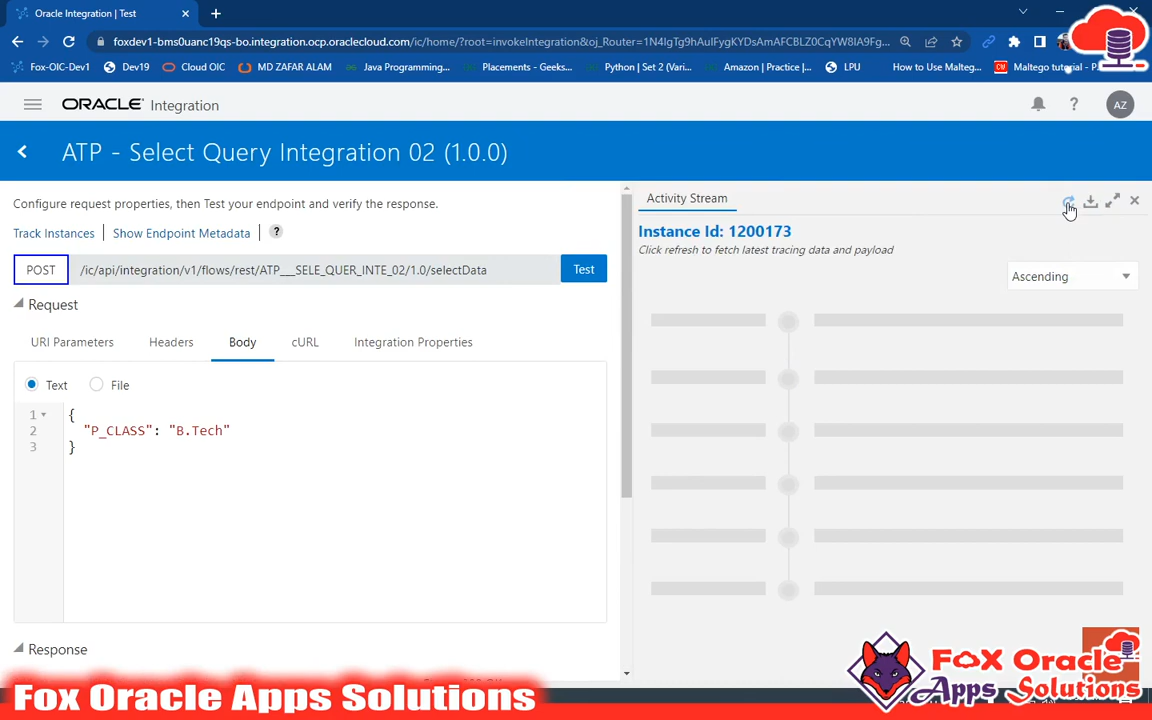 Oracle Integration | Test
foxdev1-bms0uanc19qs-bo.integration.ocp.oraclecloud.com/ic/home/?root=invokeIntegration&oj_Router=1N4IgTg9hAuIFygKYDsAmAFCBLZ0CqYW8IA9Fg...
Fox-OIC-Dev1 Dev19 Cloud OIC MD ZAFAR ALAM Java Programming... Placements - Geeks... Python | Set 2 (Vari... Amazon | Practice |... LPU How to Use Malteg...
ORACLE Integration
AZ
ATP - Select Query Integration 02 (1.0.0)
Configure request properties, then Test your endpoint and verify the response.
Track Instances Show Endpoint Metadata ?
POST /ic/api/integration/v1/flows/rest/ATP___SELE_QUER_INTE_02/1.0/selectData Test
Request
URI Parameters Headers Body cURL Integration Properties
Text File
1 {
2 "P_CLASS": "B.Tech"
3 }
Response
Activity Stream
Instance Id: 1200173
Click refresh to fetch latest tracing data and payload
Ascending
Fox Oracle Apps Solutions
FOX Oracle
Apps Solutions